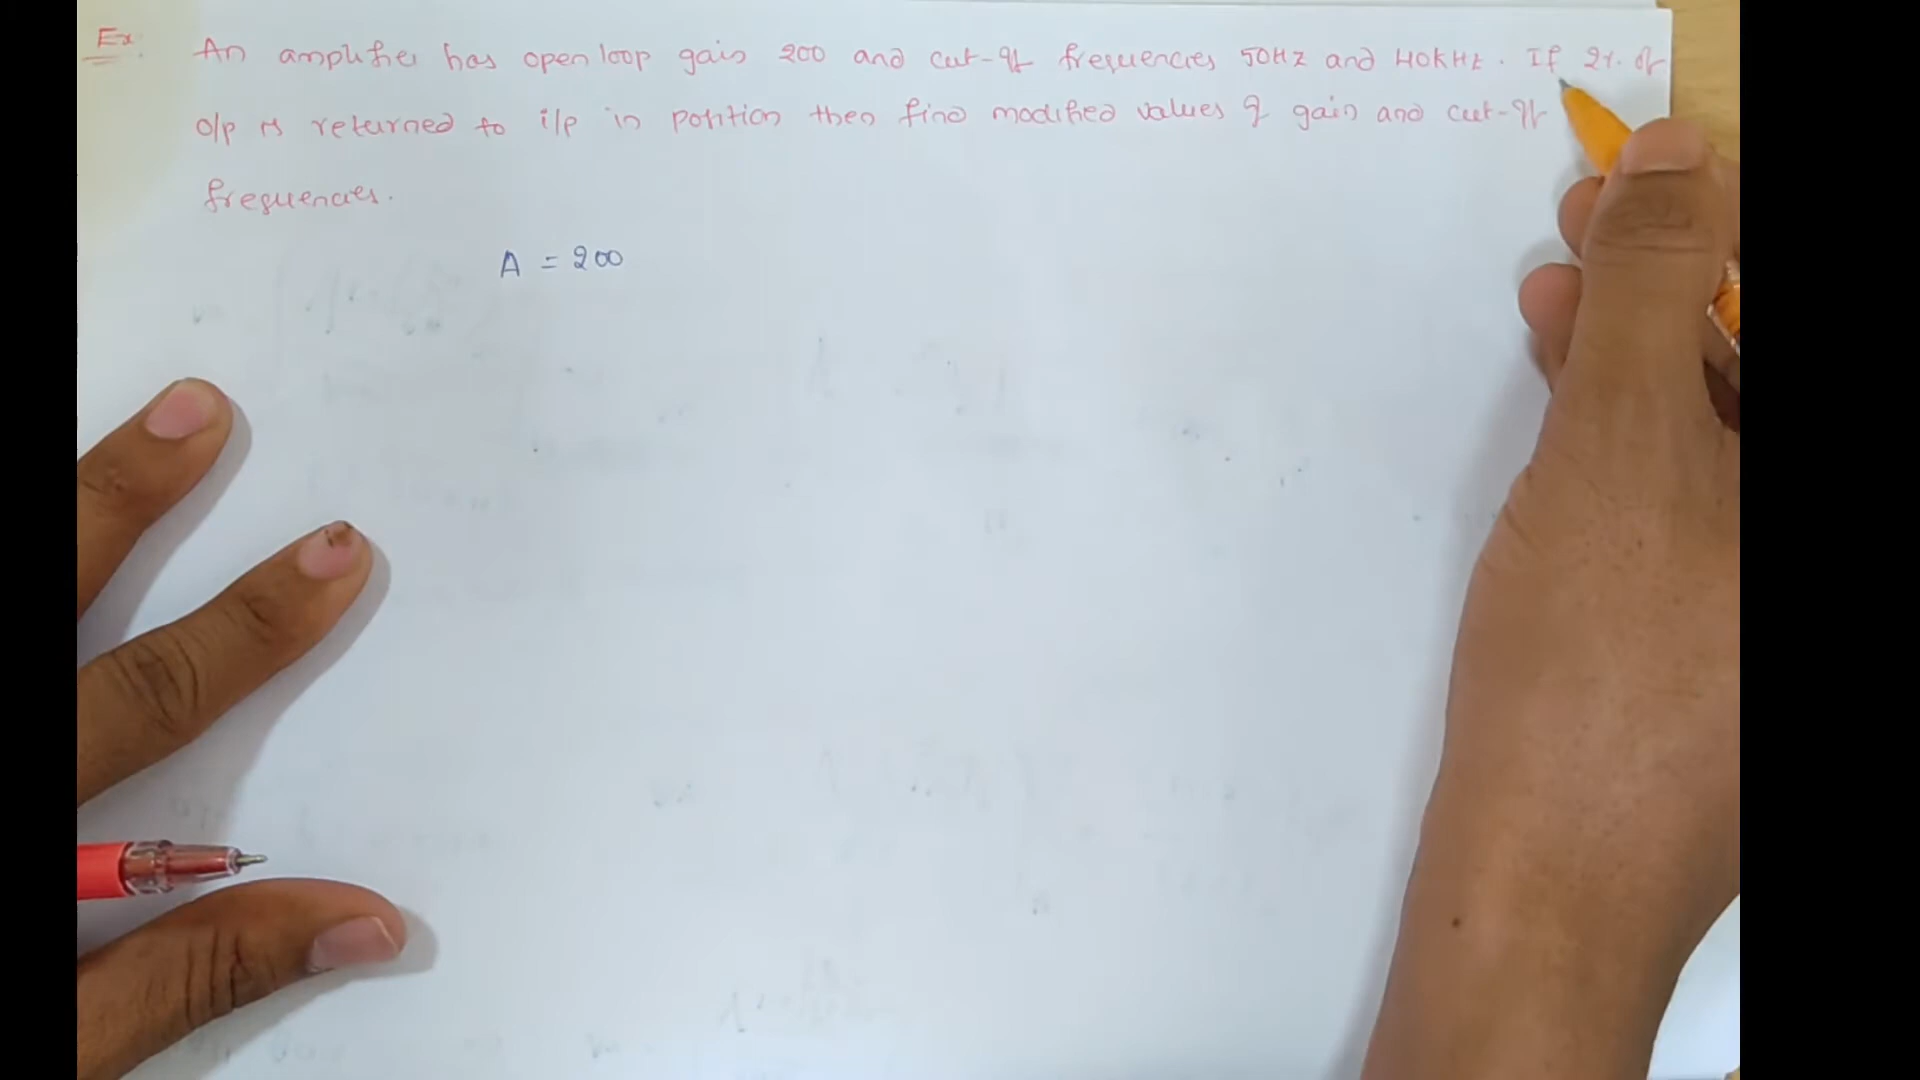 Ex: An amplifier has open loop gain 200 and cut-off frequencies 50Hz and 40KHz. If 2% of
o/p is returned to i/p in position then find modified values of gain and cut-off
frequencies.
A = 200